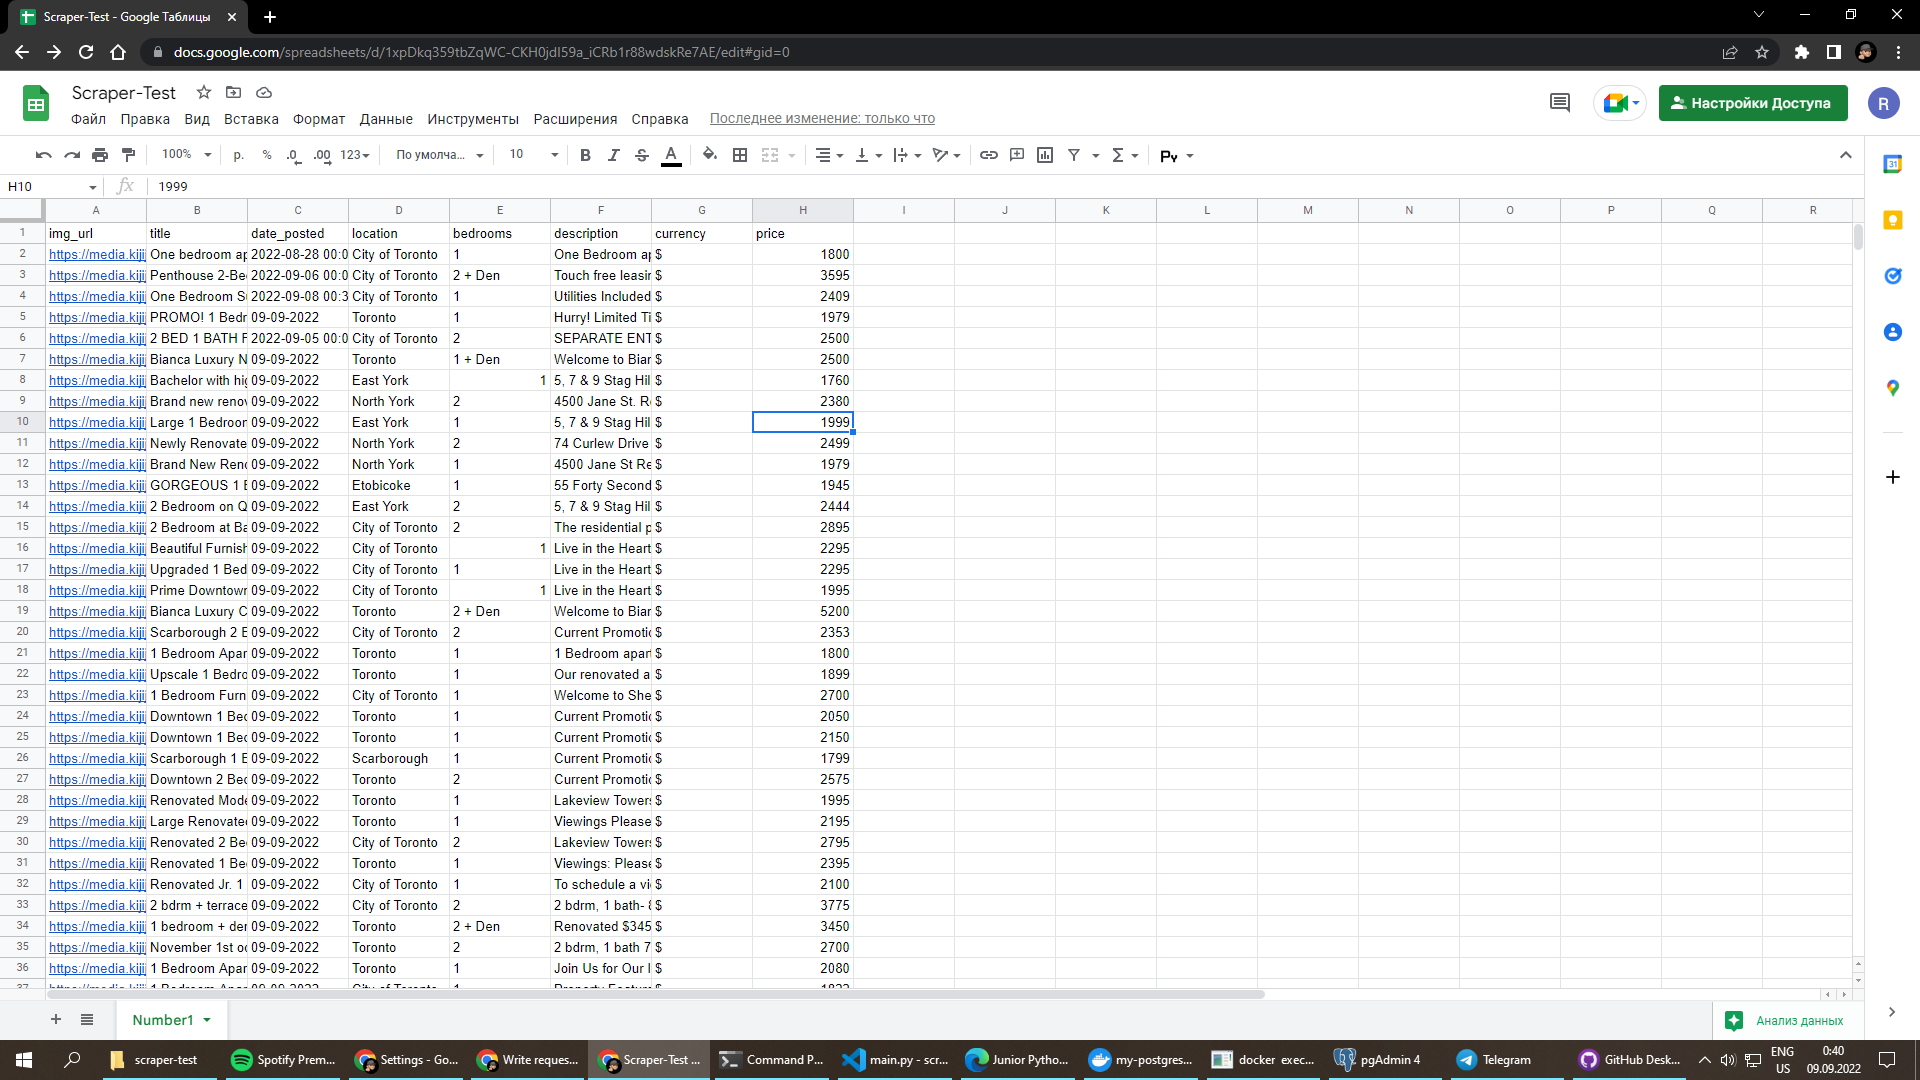 Scraper-Test - Google Таблицы
docs.google.com/spreadsheets/d/1xpDkq359tbZqWC-CKH0jdI59a_iCRb1r88wdskRe7AE/edit#gid=0
Scraper-Test
Файл Правка Вид Вставка Формат Данные Инструменты Расширения Справка Последнее изменение: только что
Настройки Доступа R
100% р. % .0 .00 123 По умолча... 10 B I S A Σ Py
H10 fx 1999
A B C D E F G H I J K L M N O P Q R
1 img_url title date_posted location bedrooms description currency price
2 https://media.kijij One bedroom ap 2022-08-28 00:0 City of Toronto 1 One Bedroom ap $ 1800
3 https://media.kijij Penthouse 2-Be 2022-09-06 00:0 City of Toronto 2 + Den Touch free leasin $ 3595
4 https://media.kijij One Bedroom Su 2022-09-08 00:3 City of Toronto 1 Utilities Included $ 2409
5 https://media.kijij PROMO! 1 Bedr 09-09-2022 Toronto 1 Hurry! Limited Ti $ 1979
6 https://media.kijij 2 BED 1 BATH F 2022-09-05 00:0 City of Toronto 2 SEPARATE ENT $ 2500
7 https://media.kijij Bianca Luxury N 09-09-2022 Toronto 1 + Den Welcome to Bian $ 2500
8 https://media.kijij Bachelor with hig 09-09-2022 East York 1 5, 7 & 9 Stag Hil $ 1760
9 https://media.kijij Brand new renov 09-09-2022 North York 2 4500 Jane St. R $ 2380
10 https://media.kijij Large 1 Bedroon 09-09-2022 East York 1 5, 7 & 9 Stag Hil $ 1999
11 https://media.kijij Newly Renovate 09-09-2022 North York 2 74 Curlew Drive $ 2499
12 https://media.kijij Brand New Reno 09-09-2022 North York 1 4500 Jane St Re $ 1979
13 https://media.kijij GORGEOUS 1 B 09-09-2022 Etobicoke 1 55 Forty Second $ 1945
14 https://media.kijij 2 Bedroom on Q 09-09-2022 East York 2 5, 7 & 9 Stag Hil $ 2444
15 https://media.kijij 2 Bedroom at Ba 09-09-2022 City of Toronto 2 The residential p $ 2895
16 https://media.kijij Beautiful Furnish 09-09-2022 City of Toronto 1 Live in the Heart $ 2295
17 https://media.kijij Upgraded 1 Bed 09-09-2022 City of Toronto 1 Live in the Heart $ 2295
18 https://media.kijij Prime Downtown 09-09-2022 City of Toronto 1 Live in the Heart $ 1995
19 https://media.kijij Bianca Luxury C 09-09-2022 Toronto 2 + Den Welcome to Bian $ 5200
20 https://media.kijij Scarborough 2 B 09-09-2022 City of Toronto 2 Current Promotic $ 2353
21 https://media.kijij 1 Bedroom Apar 09-09-2022 Toronto 1 1 Bedroom apart $ 1800
22 https://media.kijij Upscale 1 Bedro 09-09-2022 Toronto 1 Our renovated a $ 1899
23 https://media.kijij 1 Bedroom Furn 09-09-2022 City of Toronto 1 Welcome to She $ 2700
24 https://media.kijij Downtown 1 Bed 09-09-2022 Toronto 1 Current Promotic $ 2050
25 https://media.kijij Downtown 1 Bed 09-09-2022 Toronto 1 Current Promotic $ 2150
26 https://media.kijij Scarborough 1 B 09-09-2022 Scarborough 1 Current Promotic $ 1799
27 https://media.kijij Downtown 2 Bed 09-09-2022 Toronto 2 Current Promotic $ 2575
28 https://media.kijij Renovated Mode 09-09-2022 Toronto 1 Lakeview Towers $ 1995
29 https://media.kijij Large Renovated 09-09-2022 Toronto 1 Viewings Please $ 2195
30 https://media.kijij Renovated 2 Be 09-09-2022 City of Toronto 2 Lakeview Towers $ 2795
31 https://media.kijij Renovated 1 Be 09-09-2022 Toronto 1 Viewings: Please $ 2395
32 https://media.kijij Renovated Jr. 1 09-09-2022 City of Toronto 1 To schedule a vi $ 2100
33 https://media.kijij 2 bdrm + terrace 09-09-2022 City of Toronto 2 2 bdrm, 1 bath- $ 3775
34 https://media.kijij 1 bedroom + den 09-09-2022 Toronto 2 + Den Renovated $345 $ 3450
35 https://media.kijij November 1st oc 09-09-2022 Toronto 2 2 bdrm, 1 bath 7 $ 2700
36 https://media.kijij 1 Bedroom Apar 09-09-2022 Toronto 1 Join Us for Our $ 2080
Number1 Анализ данных
scraper-test Spotify Prem... Settings - Go... Write reques... Scraper-Test ... Command P... main.py - scr... Junior Pytho... my-postgres... docker exec... pgAdmin 4 Telegram GitHub Desk... ENG US 0:40 09.09.2022